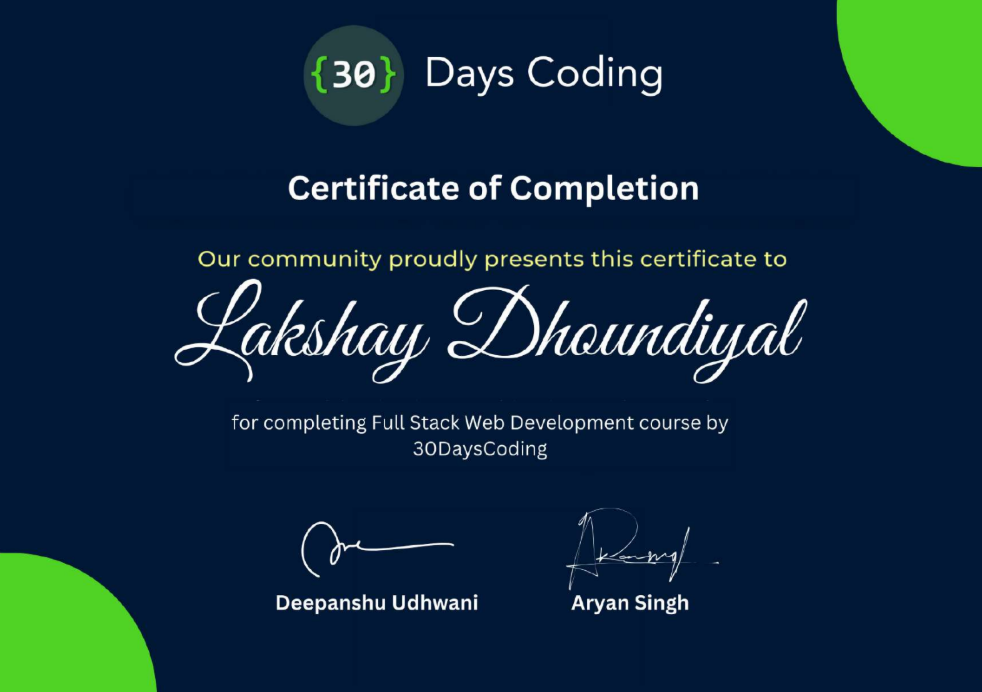 {30} Days Coding
Certificate of Completion
Our community proudly presents this certificate to
Lakshay Dhoundiyal
for completing Full Stack Web Development course by
30DaysCoding
Deepanshu Udhwani Aryan Singh